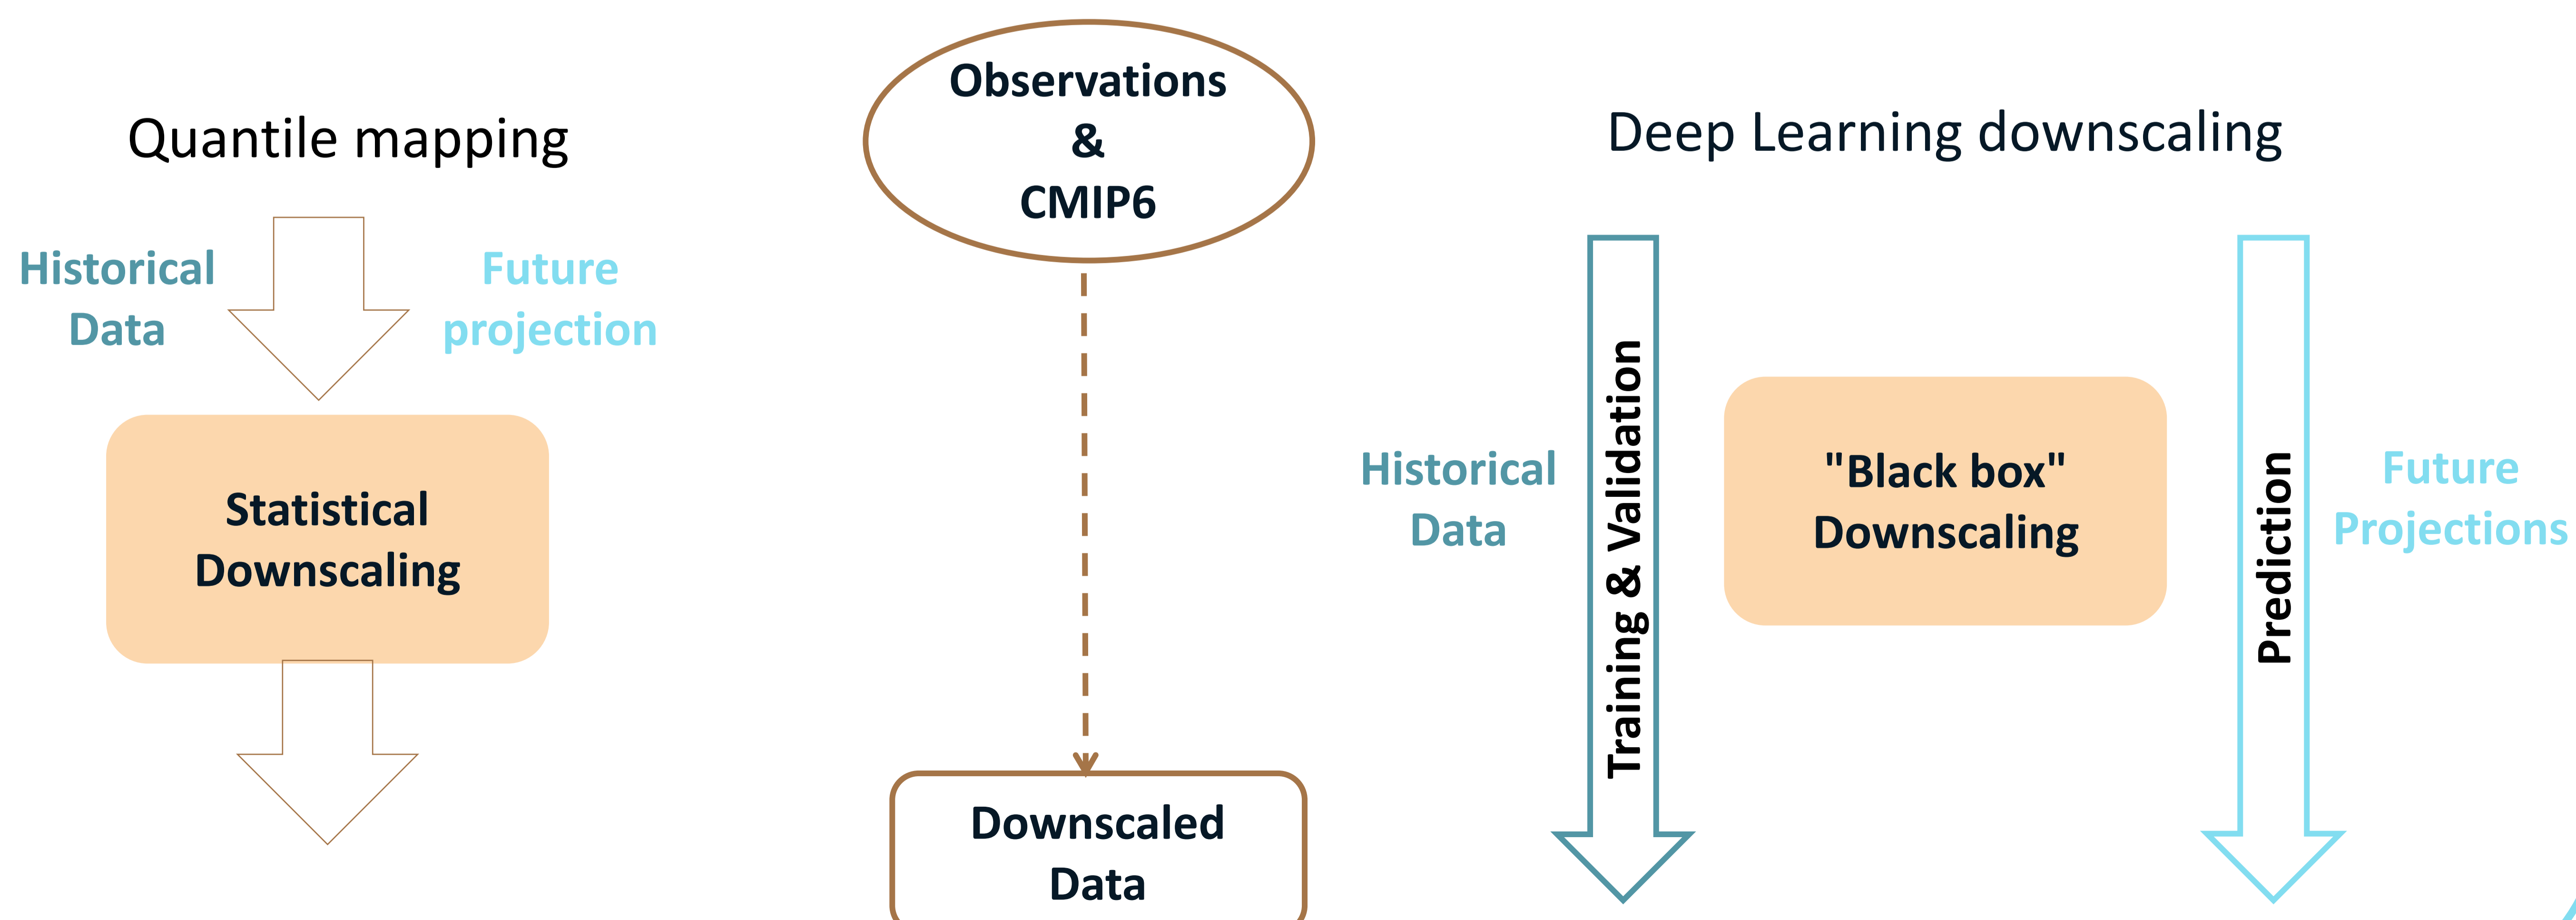 Quantile mapping
Historical
Data
Future
projection
Statistical
Downscaling
Observations
&
CMIP6
Downscaled
Data
Deep Learning downscaling
Historical
Data
Training & Validation
"Black box"
Downscaling
Prediction
Future
Projections